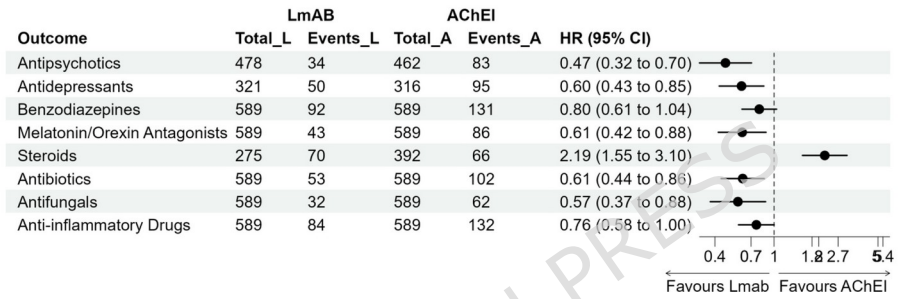 LmAB AChEI
Outcome Total_L Events_L Total_A Events_A HR (95% CI)
Antipsychotics 478 34 462 83 0.47 (0.32 to 0.70)
Antidepressants 321 50 316 95 0.60 (0.43 to 0.85)
Benzodiazepines 589 92 589 131 0.80 (0.61 to 1.04)
Melatonin/Orexin Antagonists 589 43 589 86 0.61 (0.42 to 0.88)
Steroids 275 70 392 66 2.19 (1.55 to 3.10)
Antibiotics 589 53 589 102 0.61 (0.44 to 0.86)
Antifungals 589 32 589 62 0.57 (0.37 to 0.88)
Anti-inflammatory Drugs 589 84 589 132 0.76 (0.58 to 1.00)
0.4 0.7 1 2.7 5.4
Favours Lmab Favours AChEI
PRESS